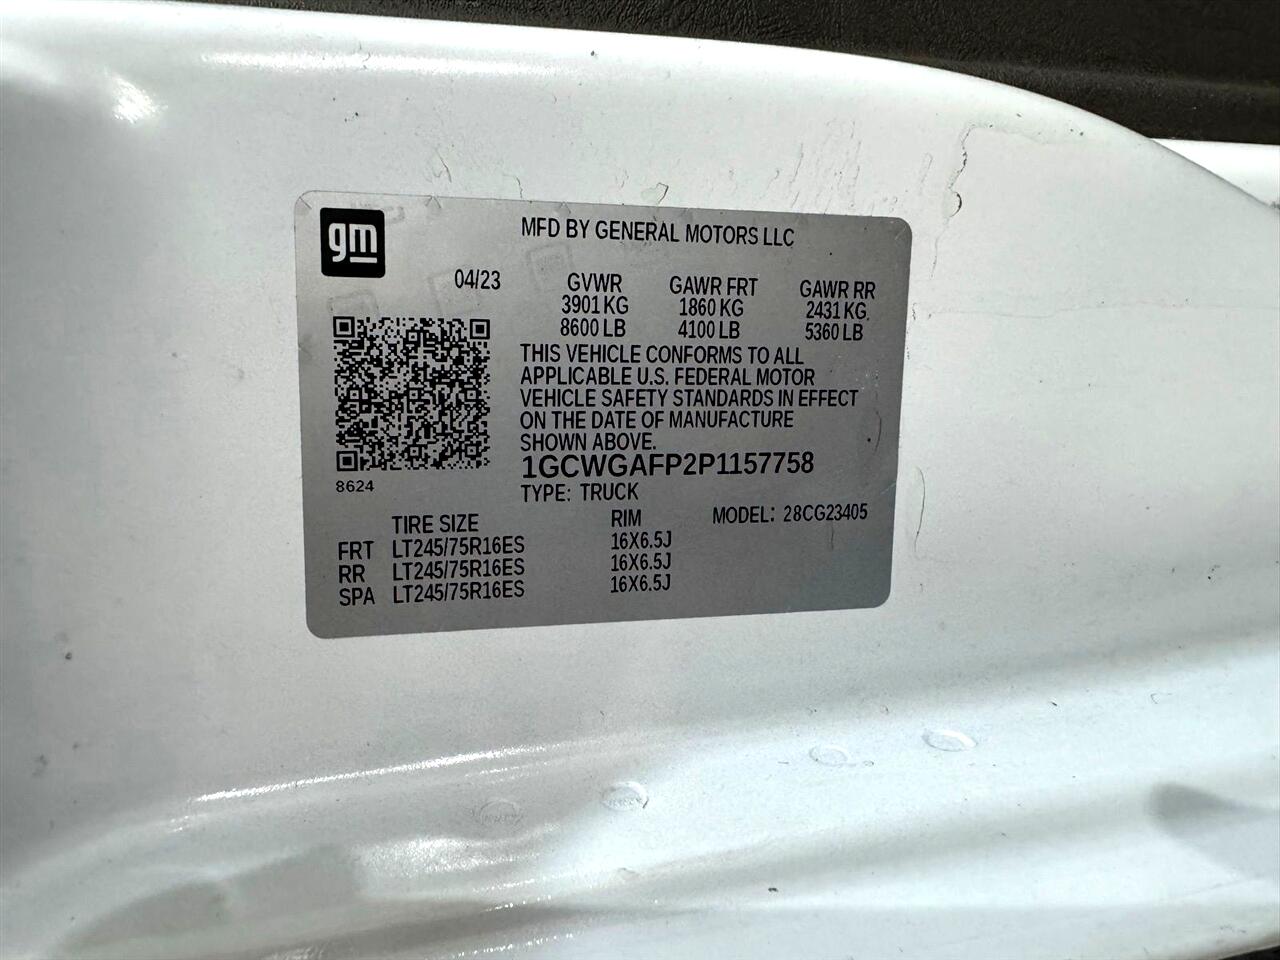 gm
MFD BY GENERAL MOTORS LLC
04/23 GVWR GAWR FRT GAWR RR
3901 KG 1860 KG 2431 KG
8600 LB 4100 LB 5360 LB
THIS VEHICLE CONFORMS TO ALL
APPLICABLE U.S. FEDERAL MOTOR
VEHICLE SAFETY STANDARDS IN EFFECT
ON THE DATE OF MANUFACTURE
SHOWN ABOVE.
1GCWGAFP2P1157758
8624
TYPE: TRUCK
TIRE SIZE RIM MODEL: 28CG23405
FRT LT245/75R16ES 16X6.5J
RR LT245/75R16ES 16X6.5J
SPA LT245/75R16ES 16X6.5J